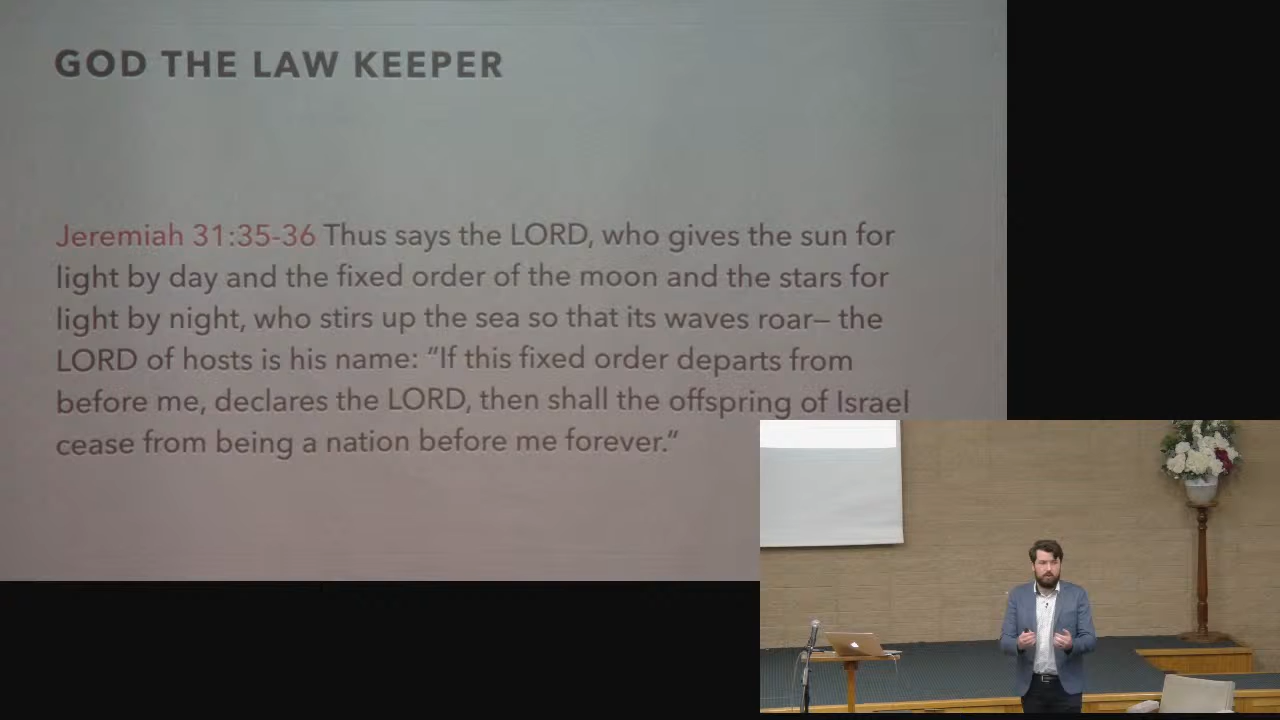 GOD THE LAW KEEPER
Jeremiah 31:35-36 Thus says the LORD, who gives the sun for
light by day and the fixed order of the moon and the stars for
light by night, who stirs up the sea so that its waves roar— the
LORD of hosts is his name: “If this fixed order departs from
before me, declares the LORD, then shall the offspring of Israel
cease from being a nation before me forever.”